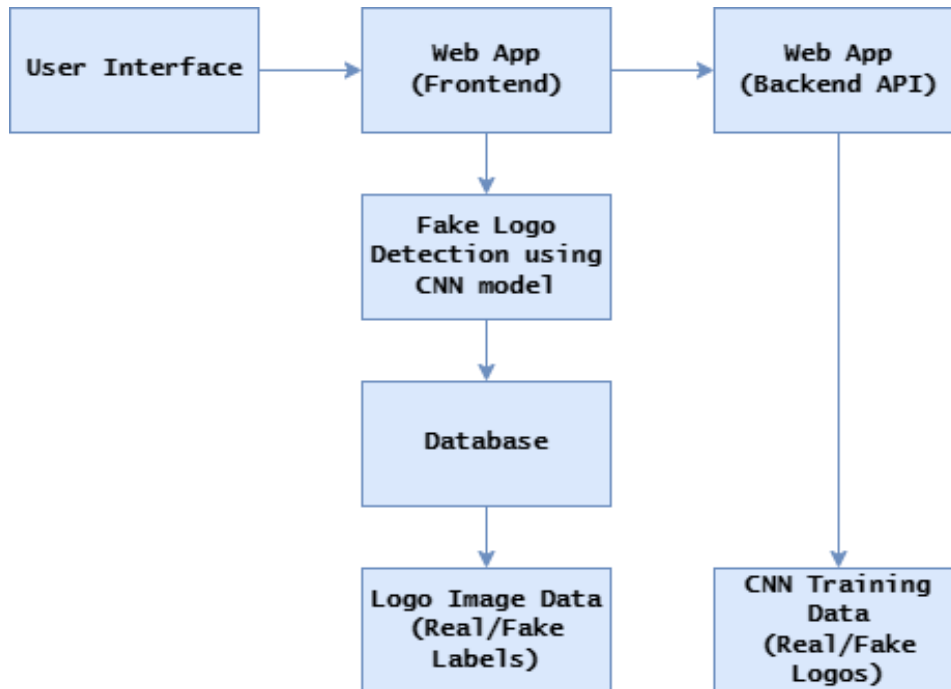 User Interface
Web App
(Frontend)
Web App
(Backend API)
Fake Logo
Detection using
CNN model
Database
Logo Image Data
(Real/Fake
Labels)
CNN Training
Data
(Real/Fake
Logos)